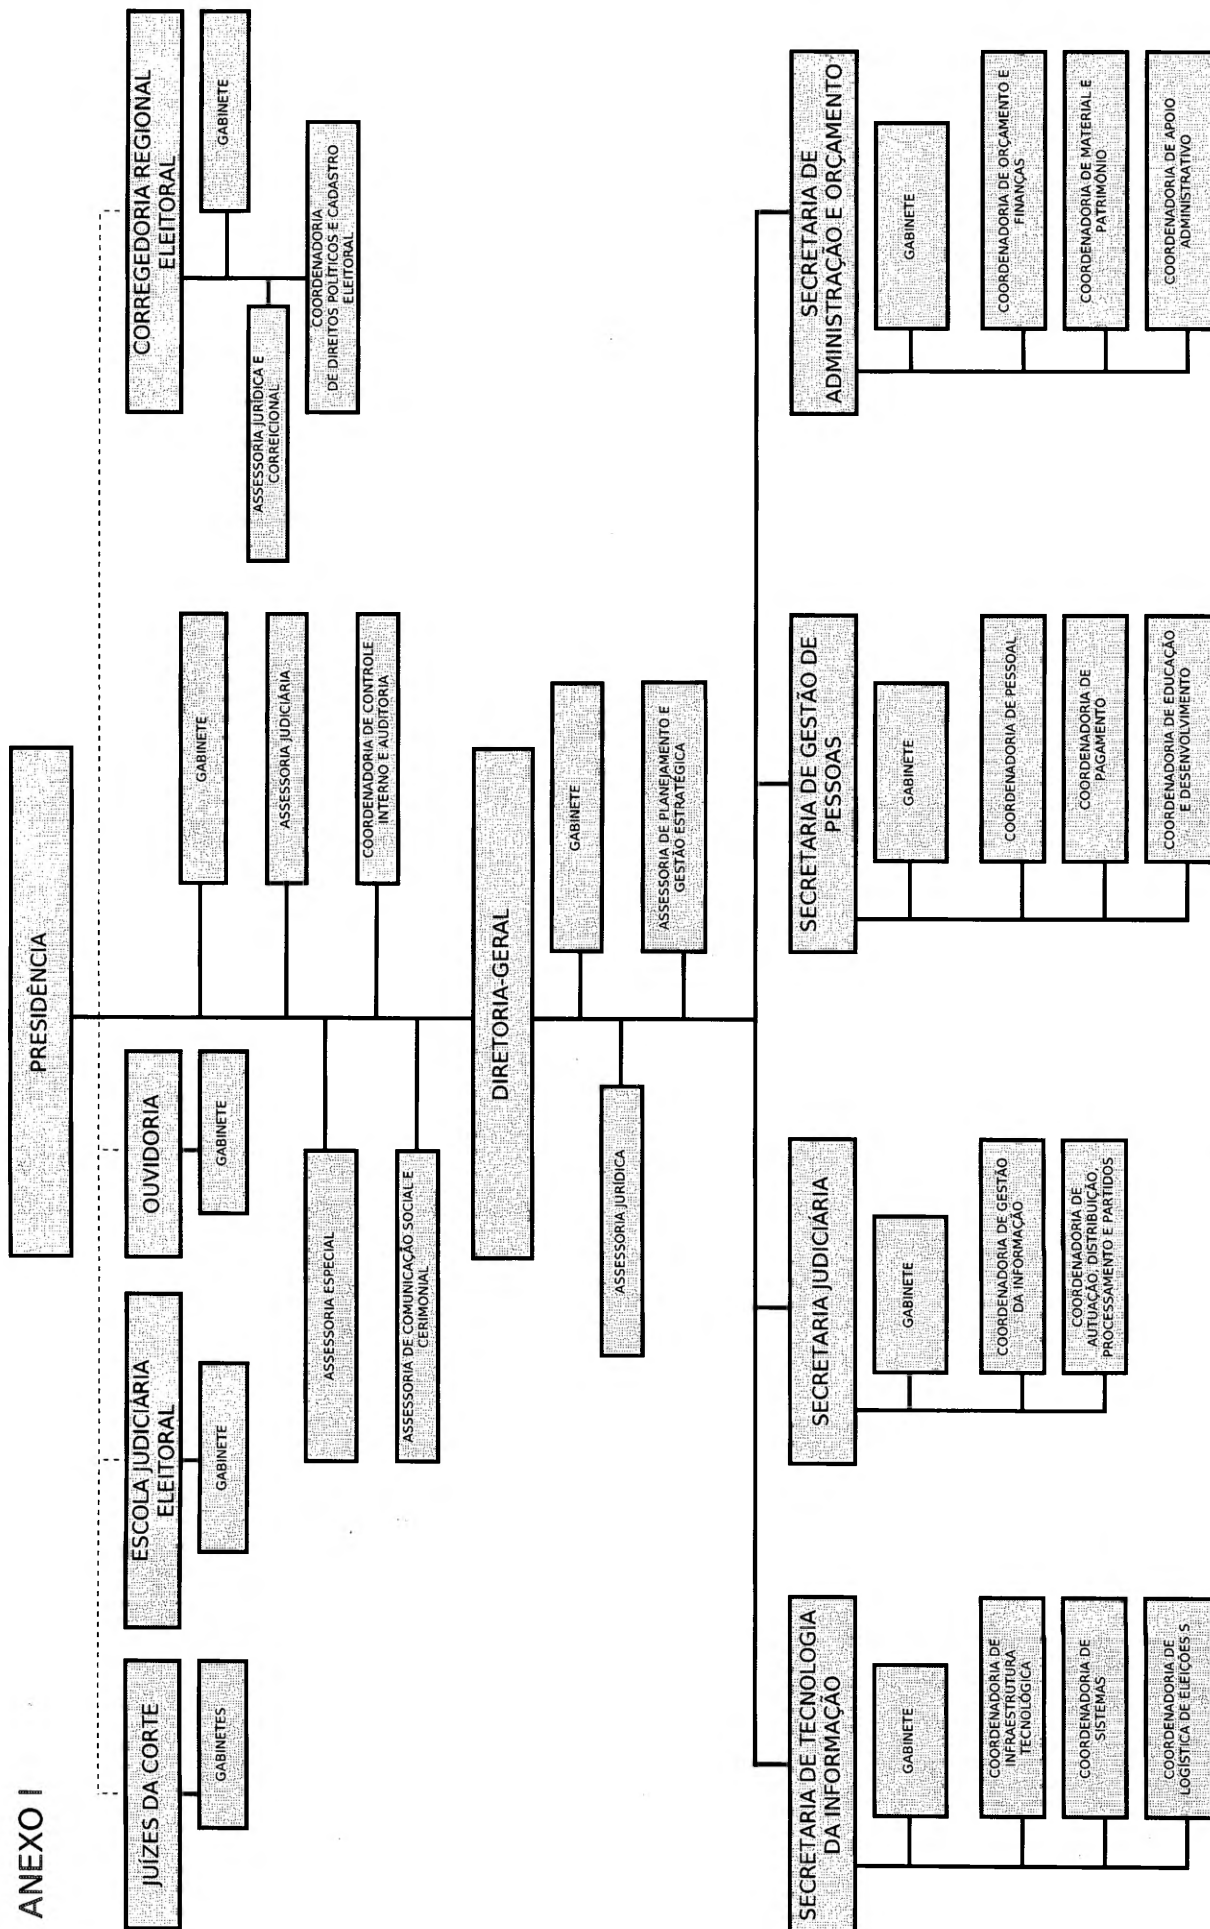 ANEXO I
PRESIDÊNCIA
JUÍZES DA CORTE
GABINETES
ESCOLA JUDICIÁRIA
ELEITORAL
GABINETE
OUVIDORIA
GABINETE
CORREGEDORIA REGIONAL
ELEITORAL
GABINETE
ASSESSORIA JURÍDICA E
CORREICIONAL
COORDENADORIA
DE DIREITOS POLÍTICOS E CADASTRO
ELEITORAL
GABINETE
ASSESSORIA JUDICIÁRIA
ASSESSORIA ESPECIAL
COORDENADORIA DE CONTROLE
INTERNO E AUDITORIA
ASSESSORIA DE COMUNICAÇÃO SOCIAL E
CERIMONIAL
DIRETORIA-GERAL
GABINETE
ASSESSORIA JURÍDICA
ASSESSORIA DE PLANEJAMENTO E
GESTÃO ESTRATÉGICA
SECRETARIA DE TECNOLOGIA
DA INFORMAÇÃO
GABINETE
COORDENADORIA DE
INFRAESTRUTURA
TECNOLÓGICA
COORDENADORIA DE
SISTEMAS
COORDENADORIA DE
LOGÍSTICA DE ELEIÇÕES S
SECRETARIA JUDICIÁRIA
GABINETE
COORDENADORIA DE GESTÃO
DA INFORMAÇÃO
COORDENADORIA DE
AUTUAÇÃO, DISTRIBUIÇÃO,
PROCESSAMENTO E PARTIDOS
SECRETARIA DE GESTÃO DE
PESSOAS
GABINETE
COORDENADORIA DE PESSOAL
COORDENADORIA DE
PAGAMENTO
COORDENADORIA DE EDUCAÇÃO
E DESENVOLVIMENTO
SECRETARIA DE
ADMINISTRAÇÃO E ORÇAMENTO
GABINETE
COORDENADORIA DE ORÇAMENTO E
FINANÇAS
COORDENADORIA DE MATERIAL E
PATRIMÔNIO
COORDENADORIA DE APOIO
ADMINISTRATIVO